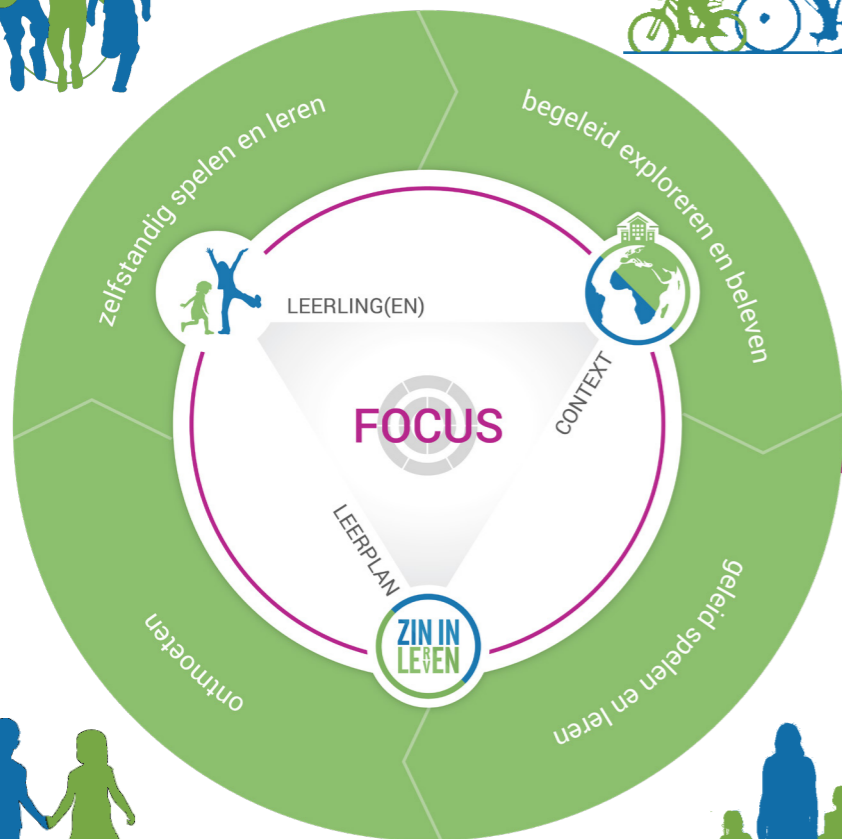 zelfstandig spelen en leren
begeleid exploreren en beleven
LEERLING(EN)
CONTEXT
FOCUS
LEERPLAN
ZIN IN
LERVEN
ontmoeten
geleid spelen en leren